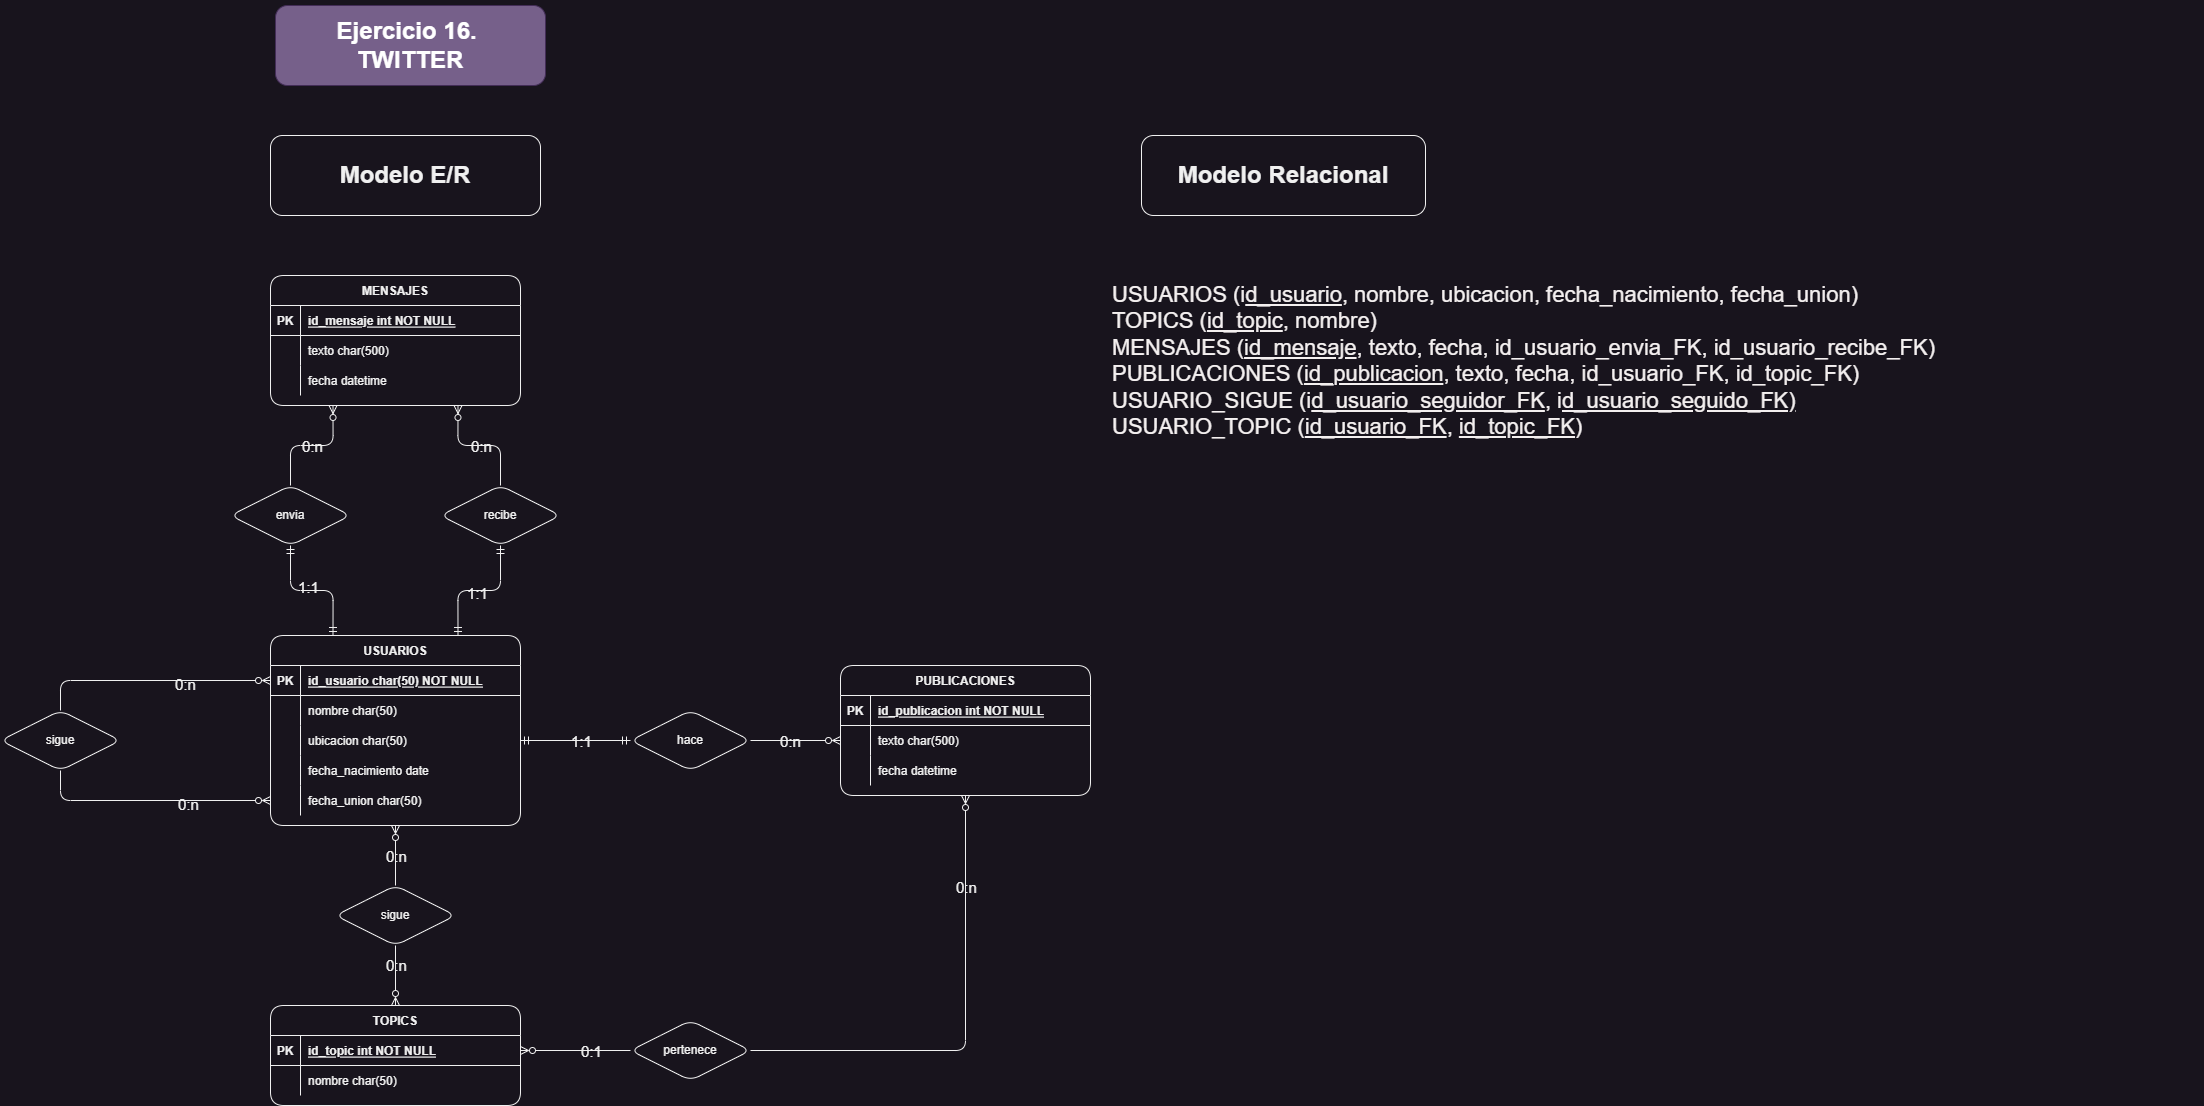 Ejercicio 16.
TWITTER
Modelo E/R
Modelo Relacional
MENSAJES
PK id_mensaje int NOT NULL
texto char(500)
fecha datetime
USUARIOS (id_usuario, nombre, ubicacion, fecha_nacimiento, fecha_union)
TOPICS (id_topic, nombre)
MENSAJES (id_mensaje, texto, fecha, id_usuario_envia_FK, id_usuario_recibe_FK)
PUBLICACIONES (id_publicacion, texto, fecha, id_usuario_FK, id_topic_FK)
USUARIO_SIGUE (id_usuario_seguidor_FK, id_usuario_seguido_FK)
USUARIO_TOPIC (id_usuario_FK, id_topic_FK)
0:n
0:n
envia
recibe
1:1
1:1
USUARIOS
PK id_usuario char(50) NOT NULL
nombre char(50)
ubicacion char(50)
fecha_nacimiento date
fecha_union char(50)
0:n
sigue
0:n
1:1
hace
0:n
PUBLICACIONES
PK id_publicacion int NOT NULL
texto char(500)
fecha datetime
0:n
sigue
0:n
0:n
TOPICS
PK id_topic int NOT NULL
nombre char(50)
0:1
pertenece